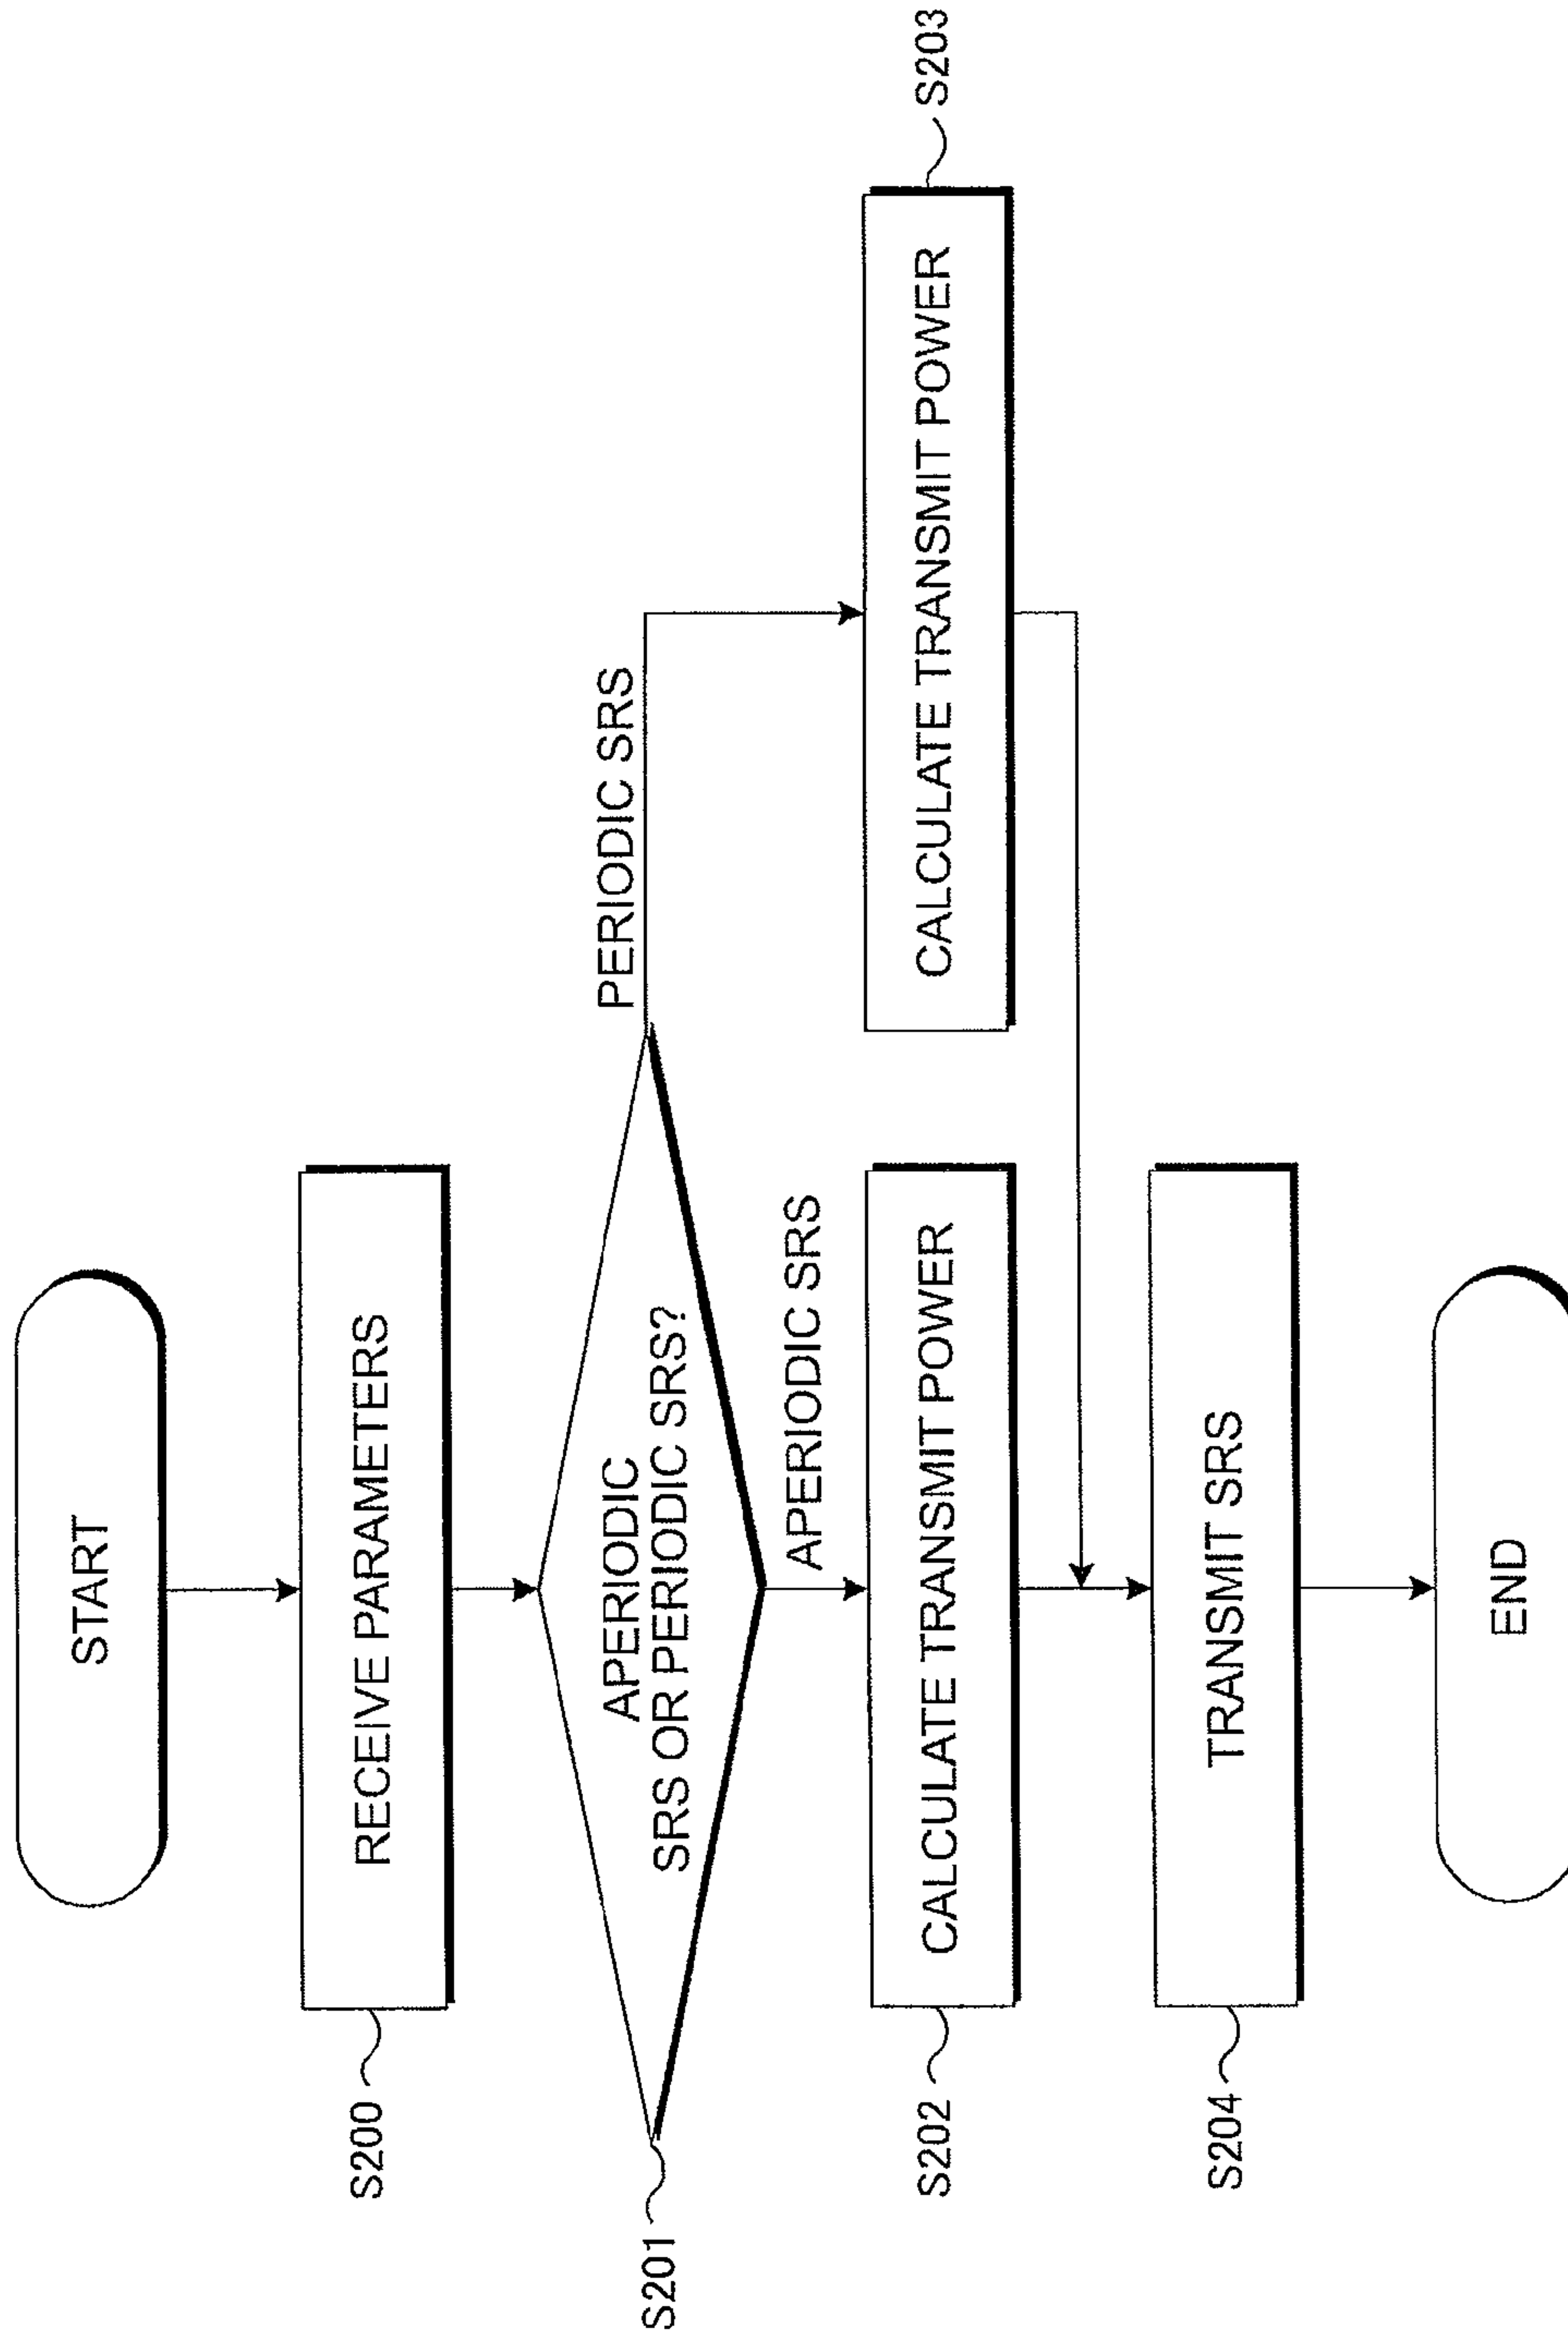 START
S200
RECEIVE PARAMETERS
S201
APERIODIC
SRS OR PERIODIC SRS?
PERIODIC SRS
APERIODIC SRS
S202
CALCULATE TRANSMIT POWER
CALCULATE TRANSMIT POWER
S203
S204
TRANSMIT SRS
END